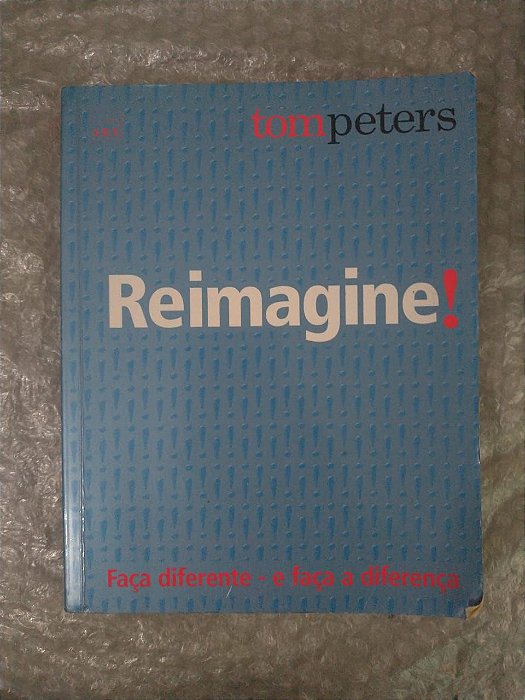 tompeters
Reimagine!
Faça diferente - e faça a diferença